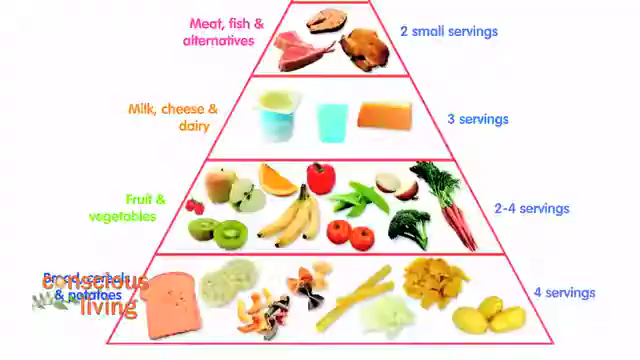 Meat, fish &
alternatives
2 small servings
Milk, cheese &
dairy
3 servings
Fruit &
vegetables
2-4 servings
Bread, cereals
& potatoes
4 servings
conscious
living